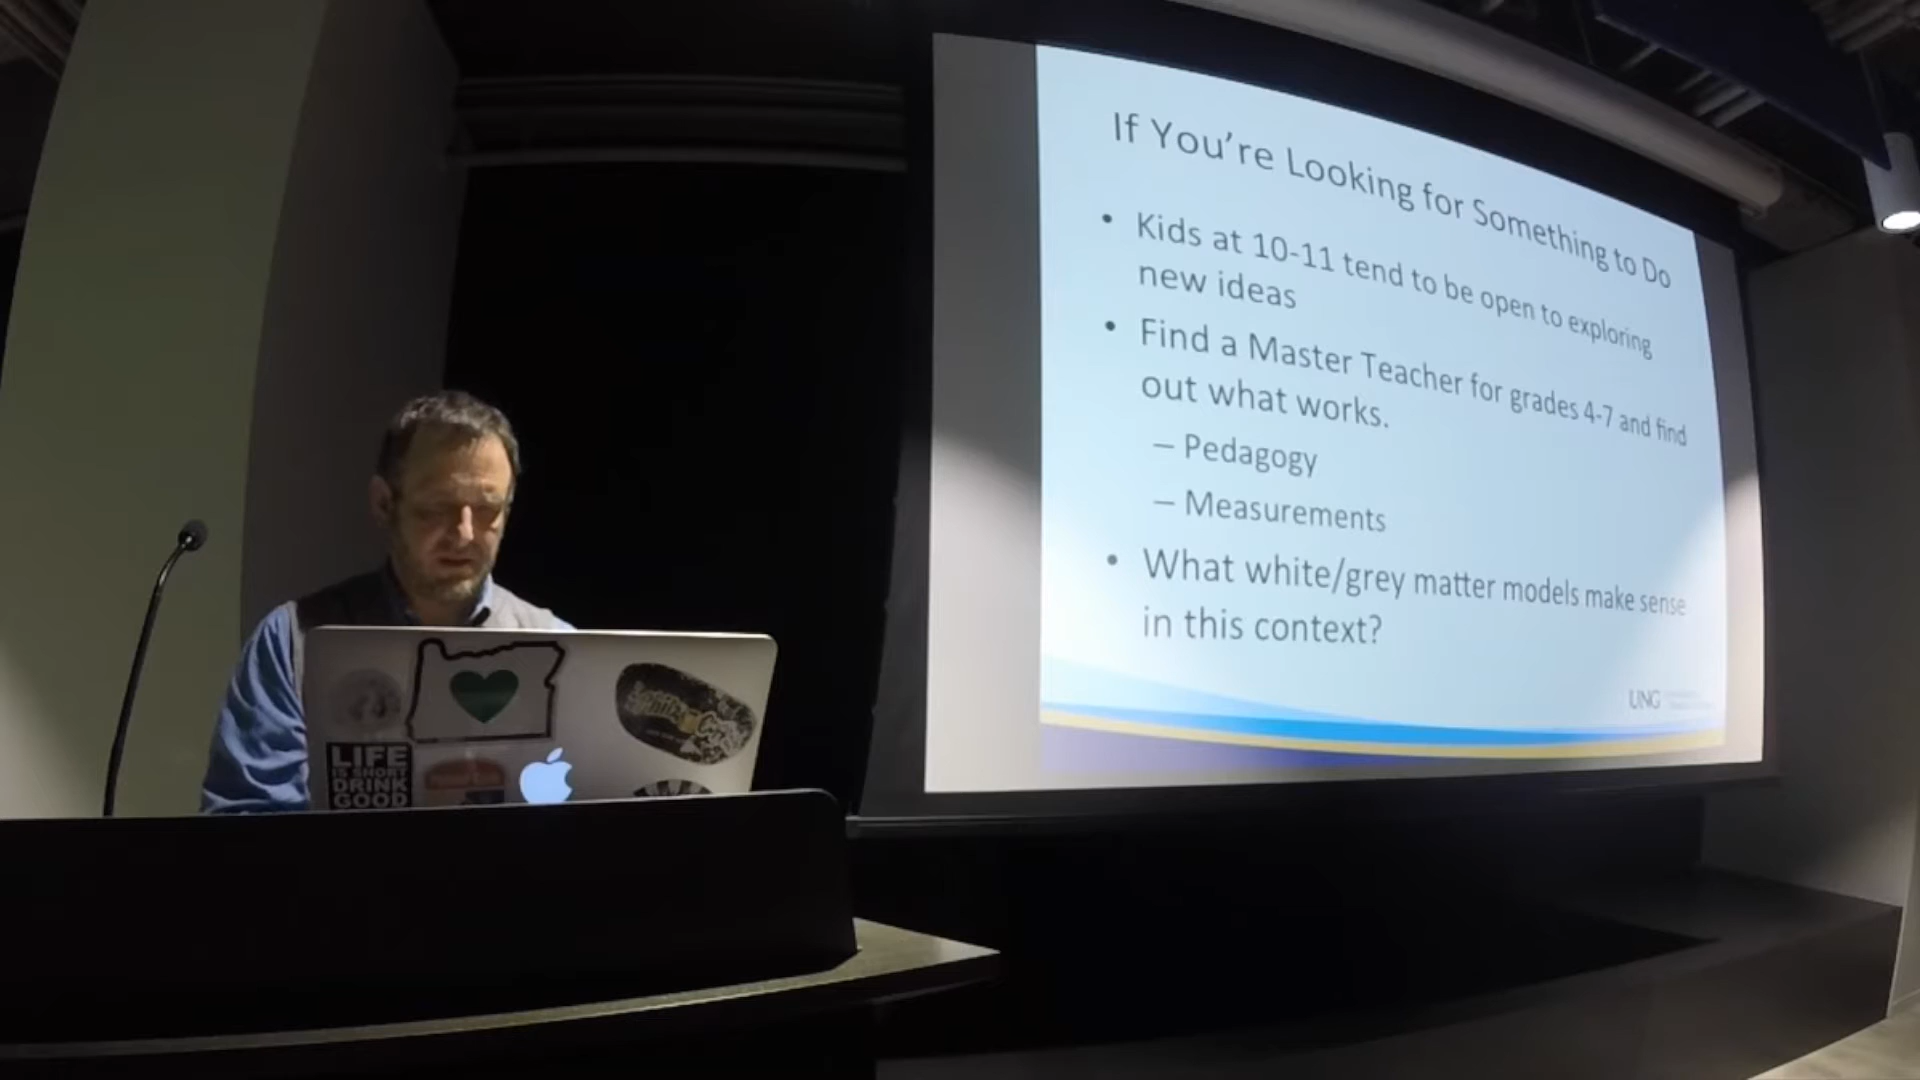 If You're Looking for Something to Do
• Kids at 10-11 tend to be open to exploring
new ideas
• Find a Master Teacher for grades 4-7 and find
out what works.
– Pedagogy
– Measurements
• What white/grey matter models make sense
in this context?
UNG
LIFE
IS SHORT
DRINK
GOOD